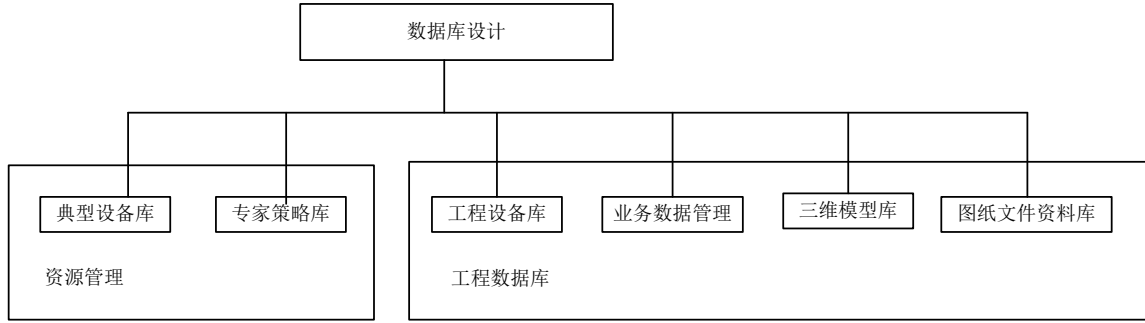 数据库设计
典型设备库
专家策略库
工程设备库
业务数据管理
三维模型库
图纸文件资料库
资源管理
工程数据库